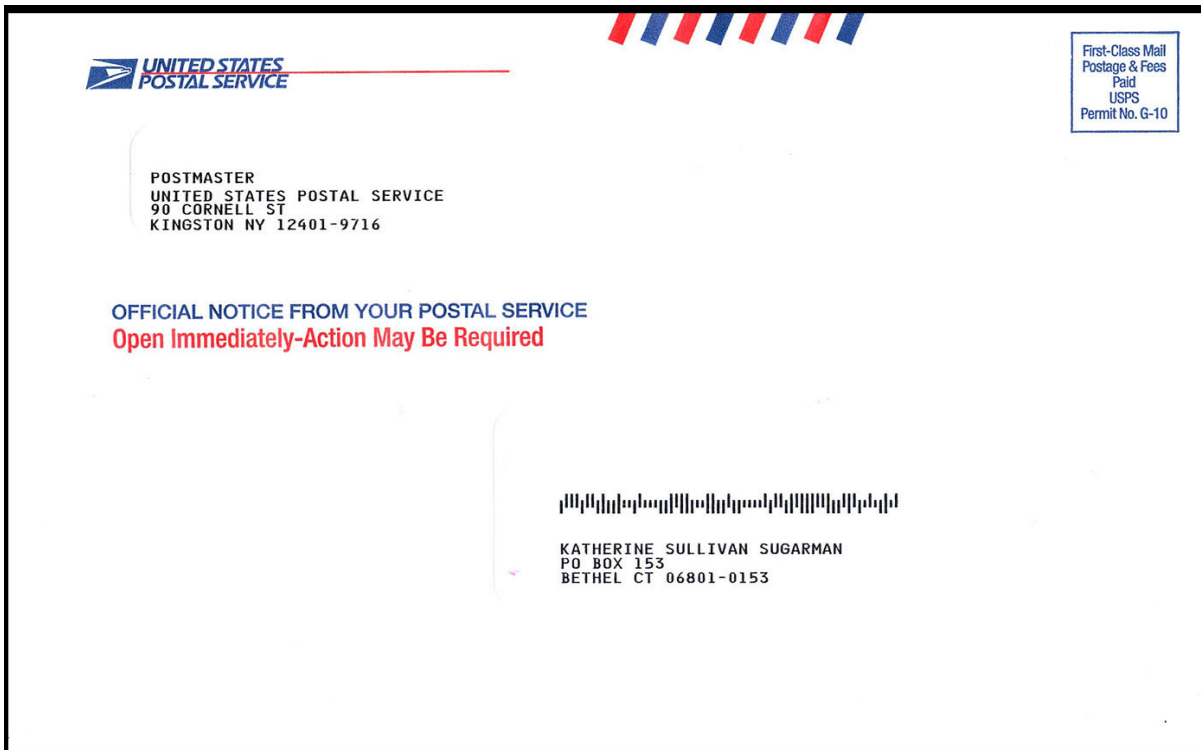 UNITED STATES
POSTAL SERVICE
First-Class Mail
Postage & Fees
Paid
USPS
Permit No. G-10
POSTMASTER
UNITED STATES POSTAL SERVICE
90 CORNELL ST
KINGSTON NY 12401-9716
OFFICIAL NOTICE FROM YOUR POSTAL SERVICE
Open Immediately-Action May Be Required
KATHERINE SULLIVAN SUGARMAN
PO BOX 153
BETHEL CT 06801-0153